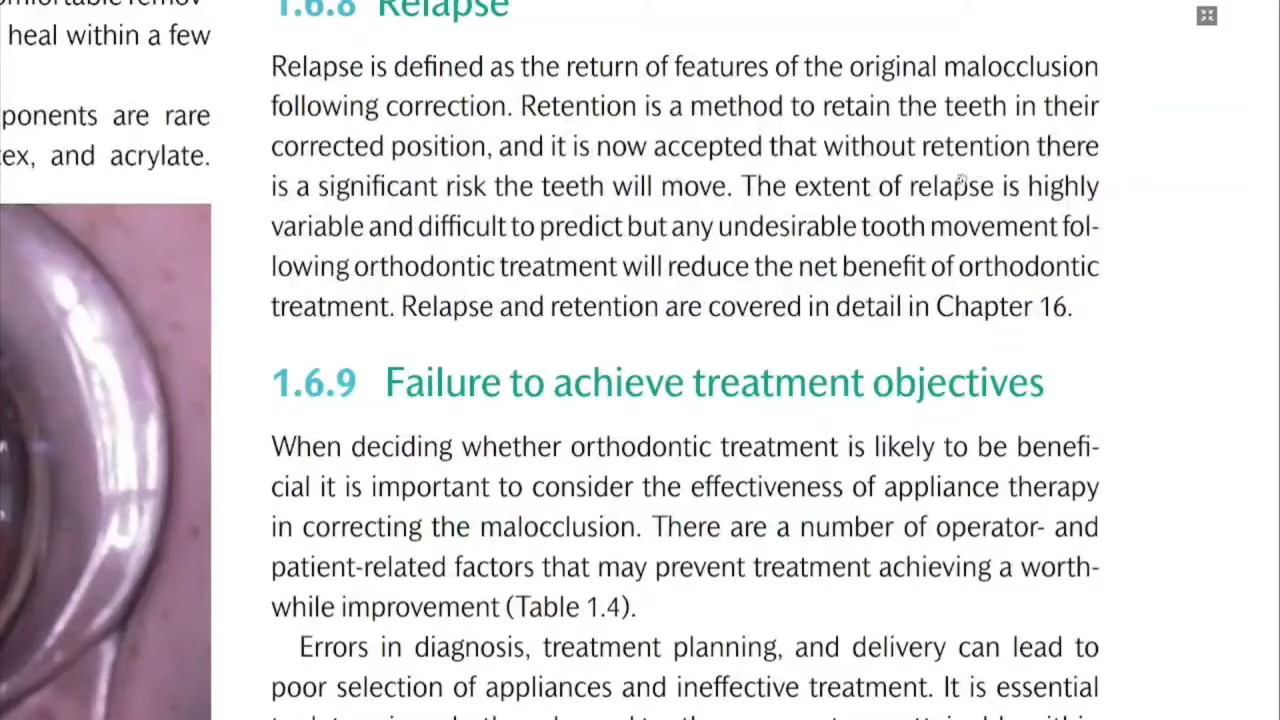 heal within a few
ponents are rare
ex, and acrylate.
1.6.8 Relapse
Relapse is defined as the return of features of the original malocclusion
following correction. Retention is a method to retain the teeth in their
corrected position, and it is now accepted that without retention there
is a significant risk the teeth will move. The extent of relapse is highly
variable and difficult to predict but any undesirable tooth movement fol-
lowing orthodontic treatment will reduce the net benefit of orthodontic
treatment. Relapse and retention are covered in detail in Chapter 16.
1.6.9 Failure to achieve treatment objectives
When deciding whether orthodontic treatment is likely to be benefi-
cial it is important to consider the effectiveness of appliance therapy
in correcting the malocclusion. There are a number of operator- and
patient-related factors that may prevent treatment achieving a worth-
while improvement (Table 1.4).
Errors in diagnosis, treatment planning, and delivery can lead to
poor selection of appliances and ineffective treatment. It is essential